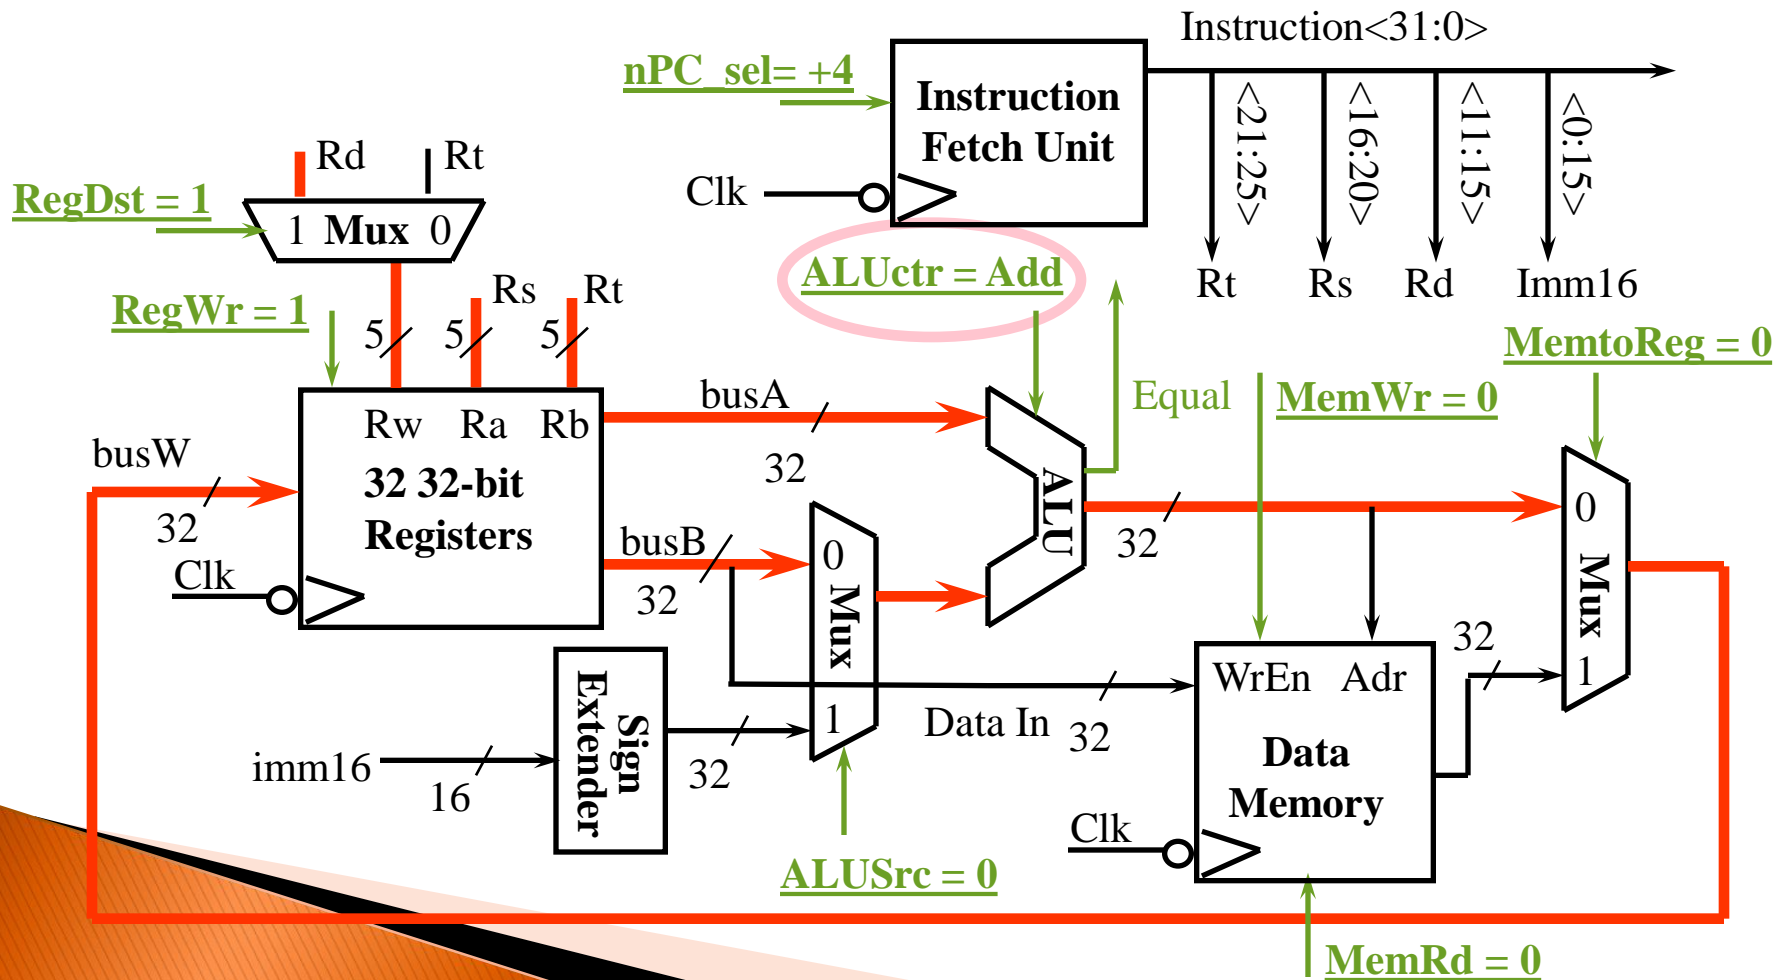 Instruction<31:0>
nPC_sel= +4
Instruction
Fetch Unit
<21:25>
<16:20>
<11:15>
<0:15>
Rd
Rt
Clk
RegDst = 1
1 Mux 0
ALUctr = Add
Rt
Rs
Rd
Imm16
Rs
Rt
RegWr = 1
5
5
5
MemtoReg = 0
busA
Equal
MemWr = 0
Rw Ra Rb
busW
32
32 32-bit
Registers
32
ALU
0
busB
0
32
32
Mux
Clk
32
Mux
32
1
WrEn Adr
Sign
Extender
1
Data In
32
Data
Memory
imm16
16
32
Clk
ALUSrc = 0
MemRd = 0